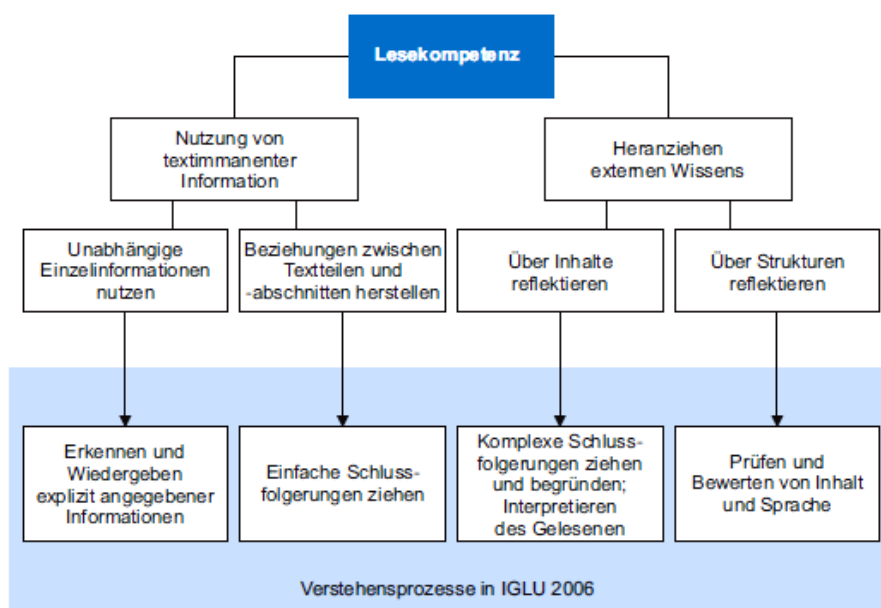 Lesekompetenz
Nutzung von
textimmanenter
Information
Heranziehen
externen Wissens
Unabhängige
Einzelinformationen
nutzen
Beziehungen zwischen
Textteilen und
-abschnitten herstellen
Über Inhalte
reflektieren
Über Strukturen
reflektieren
Erkennen und
Wiedergeben
explizit angegebener
Informationen
Einfache Schluss-
folgerungen ziehen
Komplexe Schluss-
folgerungen ziehen
und begründen;
Interpretieren
des Gelesenen
Prüfen und
Bewerten von Inhalt
und Sprache
Verstehensprozesse in IGLU 2006